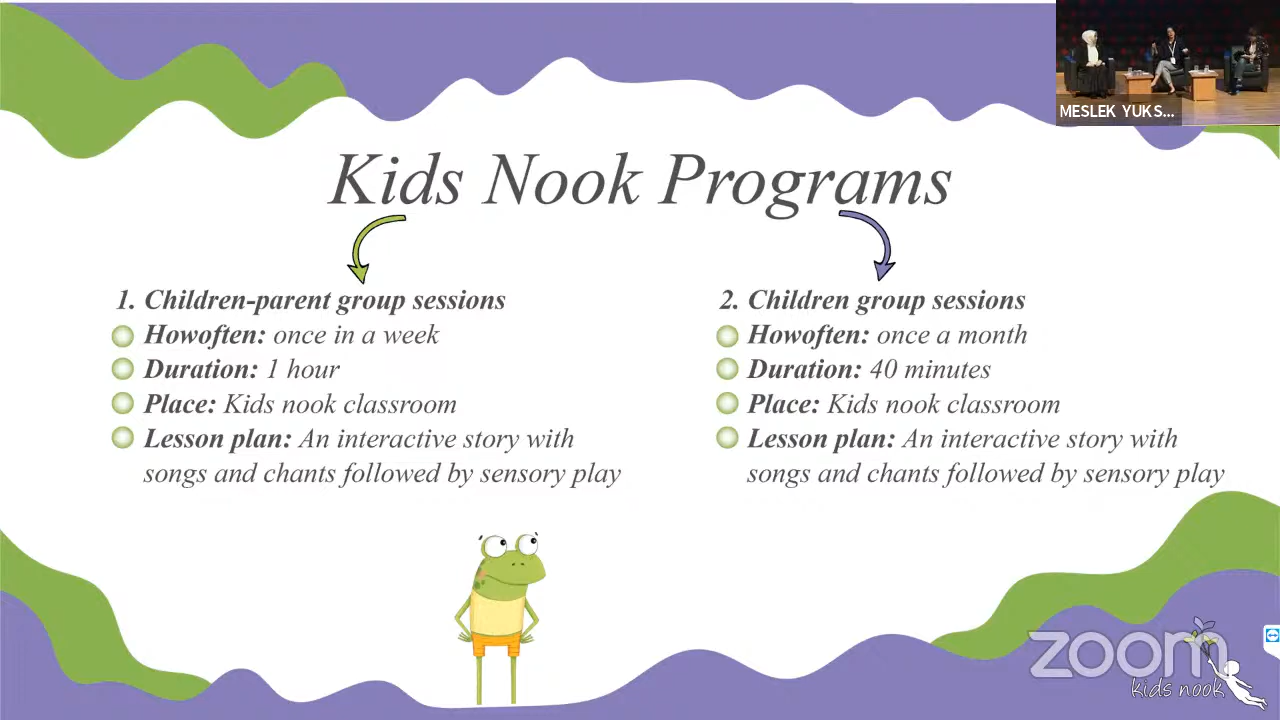 MESLEK YUKS...
Kids Nook Programs
1. Children-parent group sessions
Howoften: once in a week
Duration: 1 hour
Place: Kids nook classroom
Lesson plan: An interactive story with
songs and chants followed by sensory play
2. Children group sessions
Howoften: once a month
Duration: 40 minutes
Place: Kids nook classroom
Lesson plan: An interactive story with
songs and chants followed by sensory play
zoom
kids nook